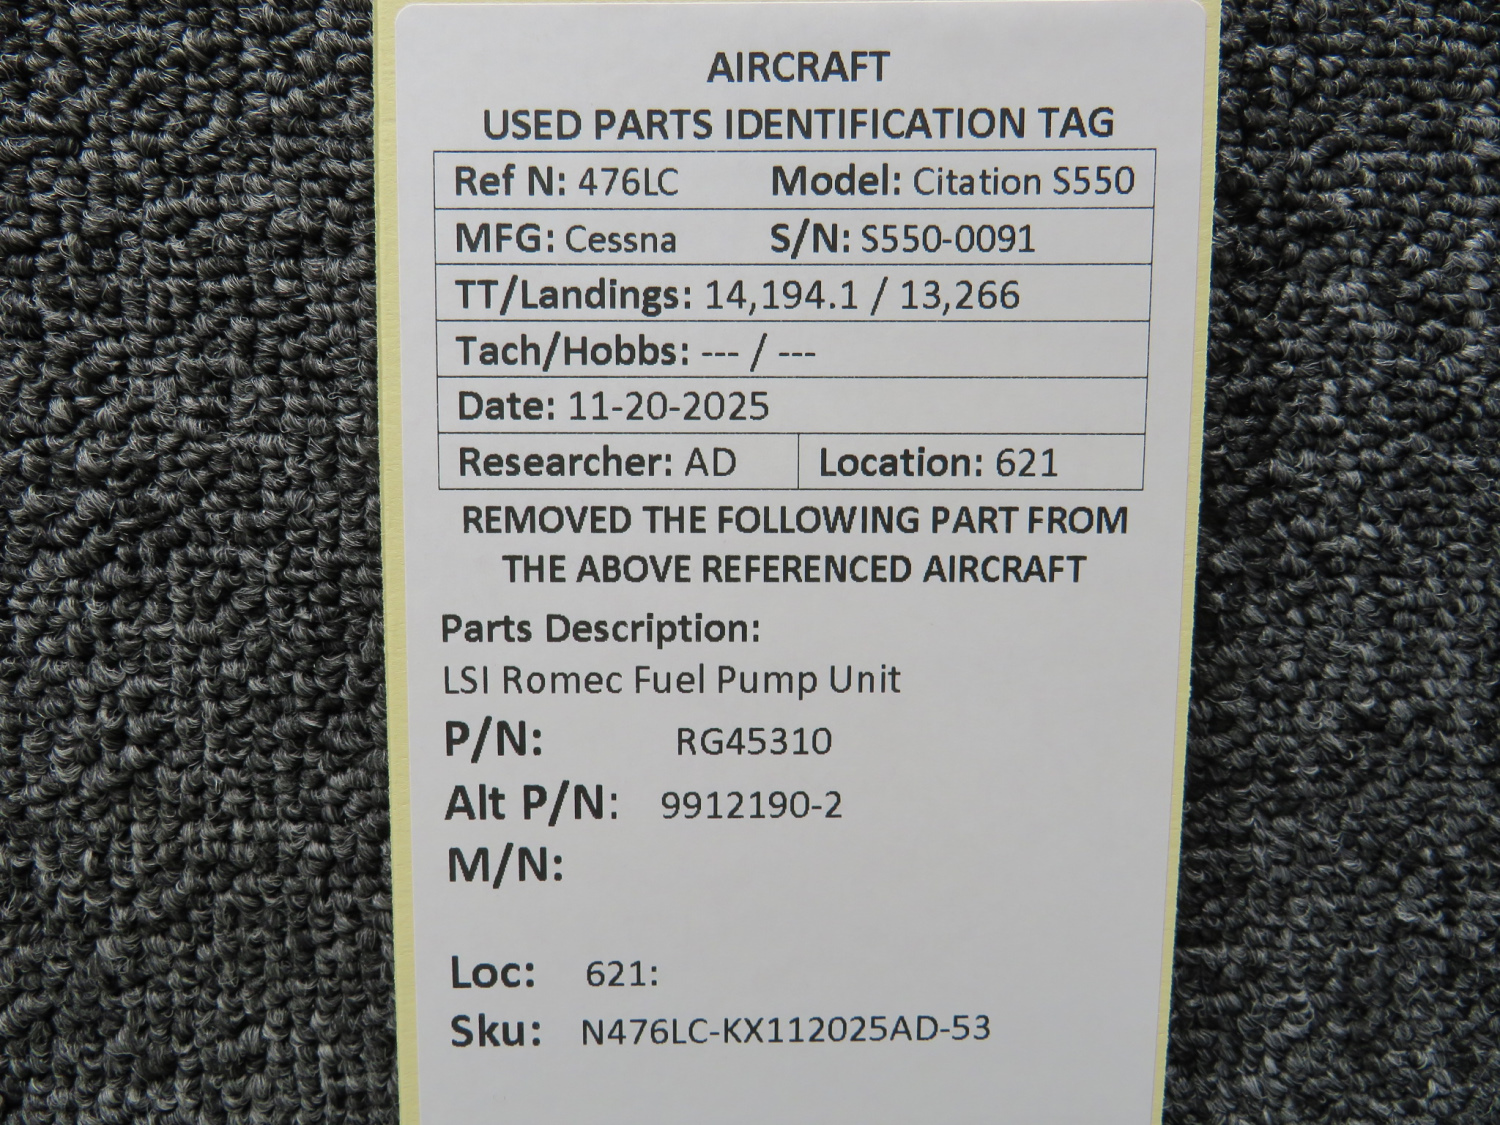 AIRCRAFT
USED PARTS IDENTIFICATION TAG
Ref N: 476LC Model: Citation S550
MFG: Cessna S/N: S550-0091
TT/Landings: 14,194.1 / 13,266
Tach/Hobbs: --- / ---
Date: 11-20-2025
Researcher: AD Location: 621
REMOVED THE FOLLOWING PART FROM
THE ABOVE REFERENCED AIRCRAFT
Parts Description:
LSI Romec Fuel Pump Unit
P/N: RG45310
Alt P/N: 9912190-2
M/N:
Loc: 621:
Sku: N476LC-KX112025AD-53